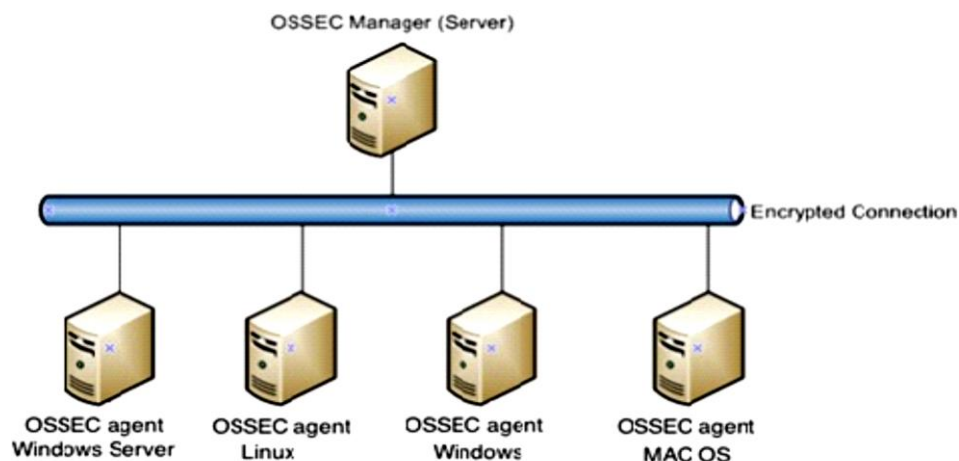 OSSEC Manager (Server)
Encrypted Connection
OSSEC agent
Windows Server
OSSEC agent
Linux
OSSEC agent
Windows
OSSEC agent
MAC OS